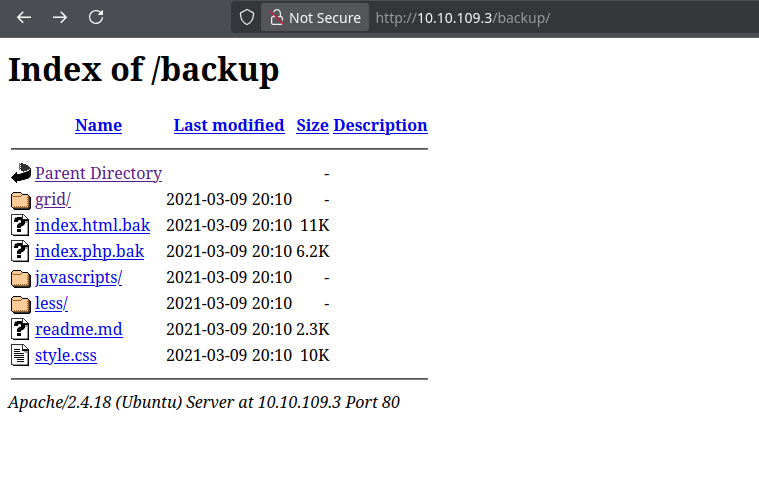 Not Secure http://10.10.109.3/backup/
Index of /backup
Name Last modified Size Description
Parent Directory -
grid/ 2021-03-09 20:10 -
index.html.bak 2021-03-09 20:10 11K
index.php.bak 2021-03-09 20:10 6.2K
javascripts/ 2021-03-09 20:10 -
less/ 2021-03-09 20:10 -
readme.md 2021-03-09 20:10 2.3K
style.css 2021-03-09 20:10 10K
Apache/2.4.18 (Ubuntu) Server at 10.10.109.3 Port 80